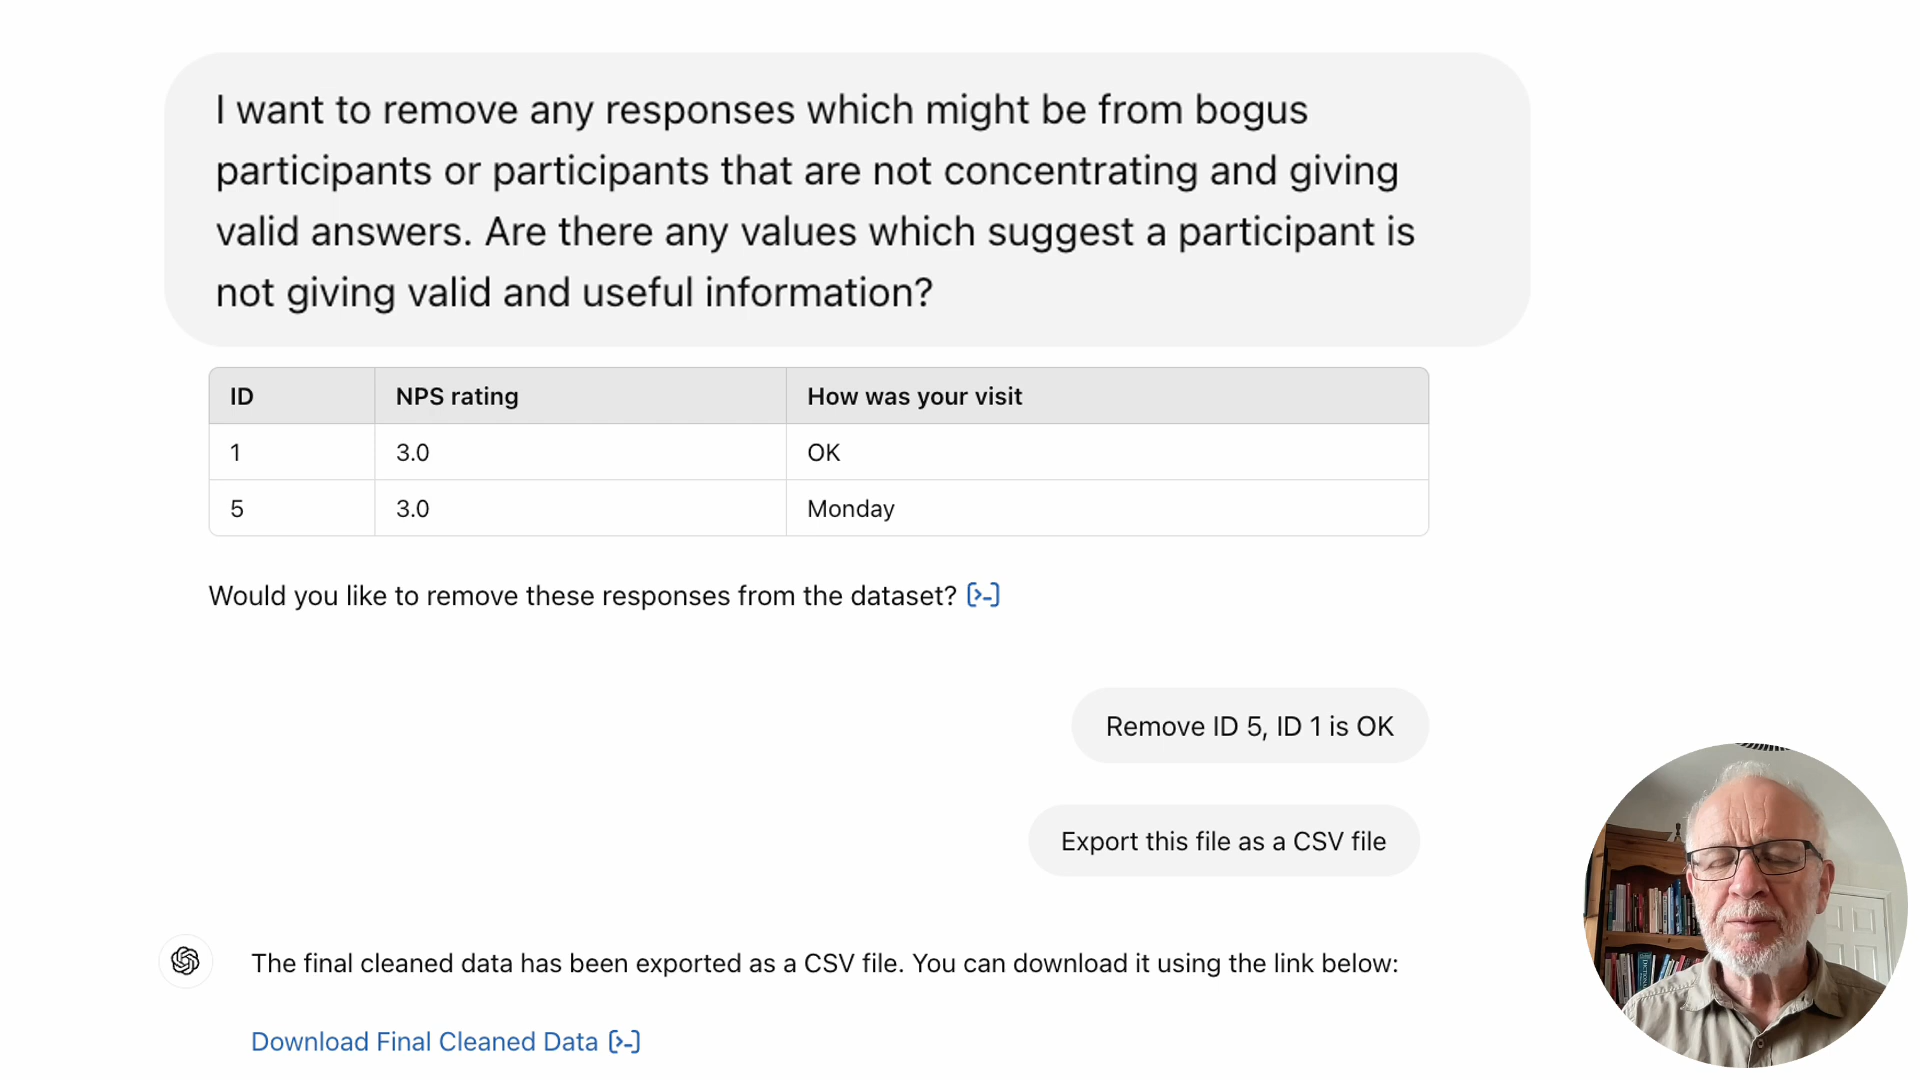 I want to remove any responses which might be from bogus
participants or participants that are not concentrating and giving
valid answers. Are there any values which suggest a participant is
not giving valid and useful information?
ID NPS rating How was your visit
1 3.0 OK
5 3.0 Monday
Would you like to remove these responses from the dataset? [>-]
Remove ID 5, ID 1 is OK
Export this file as a CSV file
The final cleaned data has been exported as a CSV file. You can download it using the link below:
Download Final Cleaned Data [>-]